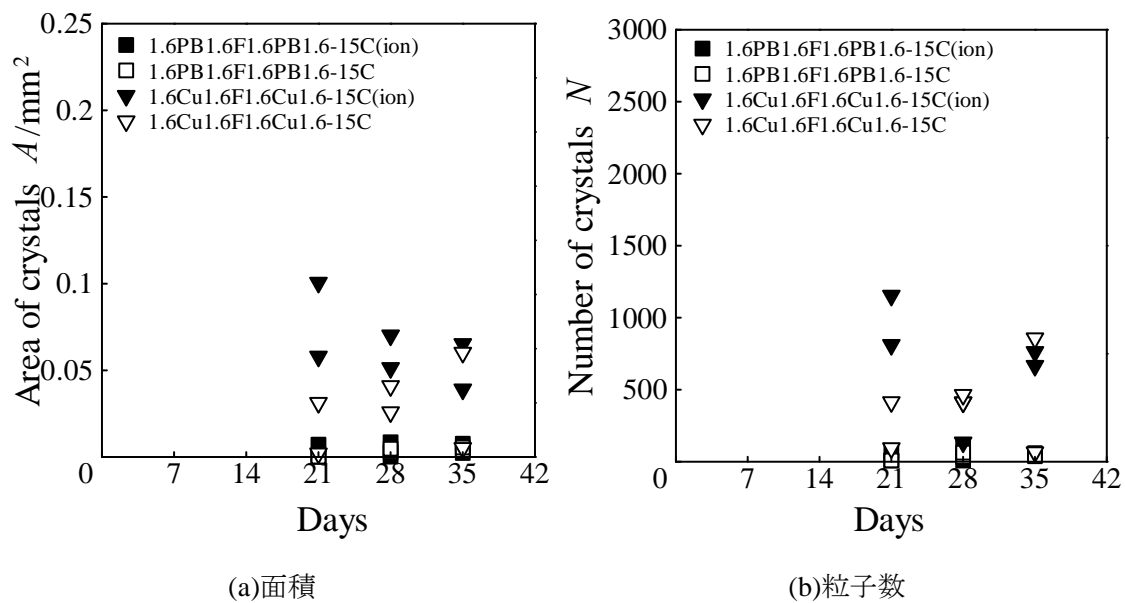 0.25
0.2
0.15
0.1
0.05
0
7
14
21
28
35
42
Area of crystals A/mm²
Days
1.6PB1.6F1.6PB1.6-15C(ion)
1.6PB1.6F1.6PB1.6-15C
1.6Cu1.6F1.6Cu1.6-15C(ion)
1.6Cu1.6F1.6Cu1.6-15C
(a)面積
3000
2500
2000
1500
1000
500
0
7
14
21
28
35
42
Number of crystals N
Days
1.6PB1.6F1.6PB1.6-15C(ion)
1.6PB1.6F1.6PB1.6-15C
1.6Cu1.6F1.6Cu1.6-15C(ion)
1.6Cu1.6F1.6Cu1.6-15C
(b)粒子数